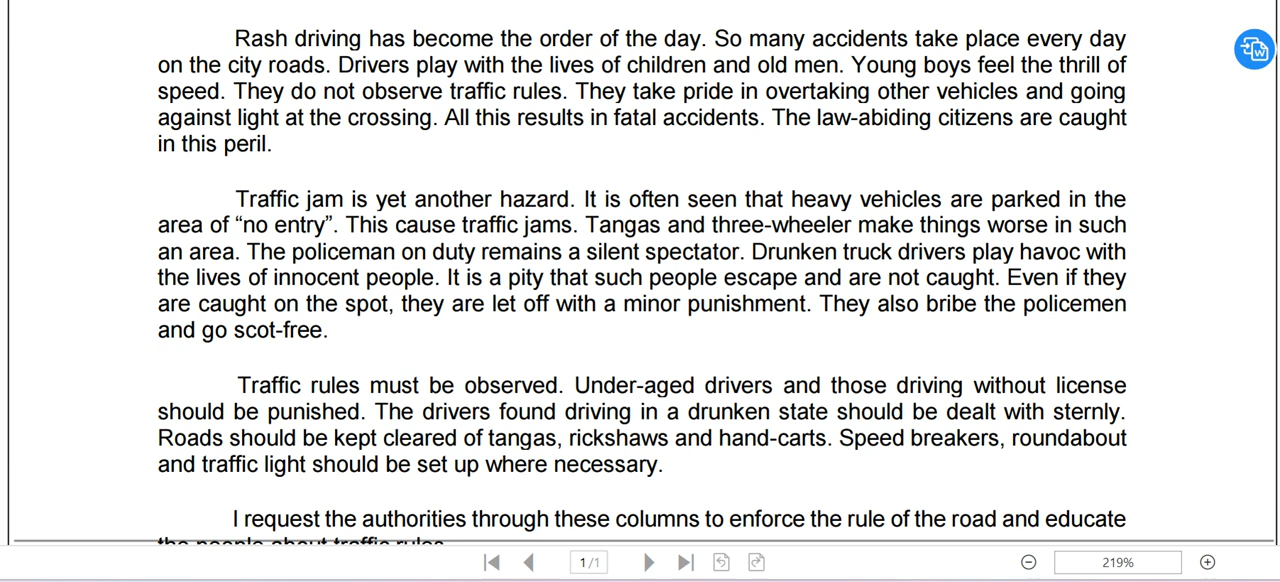 Rash driving has become the order of the day. So many accidents take place every day
on the city roads. Drivers play with the lives of children and old men. Young boys feel the thrill of
speed. They do not observe traffic rules. They take pride in overtaking other vehicles and going
against light at the crossing. All this results in fatal accidents. The law-abiding citizens are caught
in this peril.
Traffic jam is yet another hazard. It is often seen that heavy vehicles are parked in the
area of “no entry”. This cause traffic jams. Tangas and three-wheeler make things worse in such
an area. The policeman on duty remains a silent spectator. Drunken truck drivers play havoc with
the lives of innocent people. It is a pity that such people escape and are not caught. Even if they
are caught on the spot, they are let off with a minor punishment. They also bribe the policemen
and go scot-free.
Traffic rules must be observed. Under-aged drivers and those driving without license
should be punished. The drivers found driving in a drunken state should be dealt with sternly.
Roads should be kept cleared of tangas, rickshaws and hand-carts. Speed breakers, roundabout
and traffic light should be set up where necessary.
I request the authorities through these columns to enforce the rule of the road and educate
the people about traffic rules.
1/1
219%